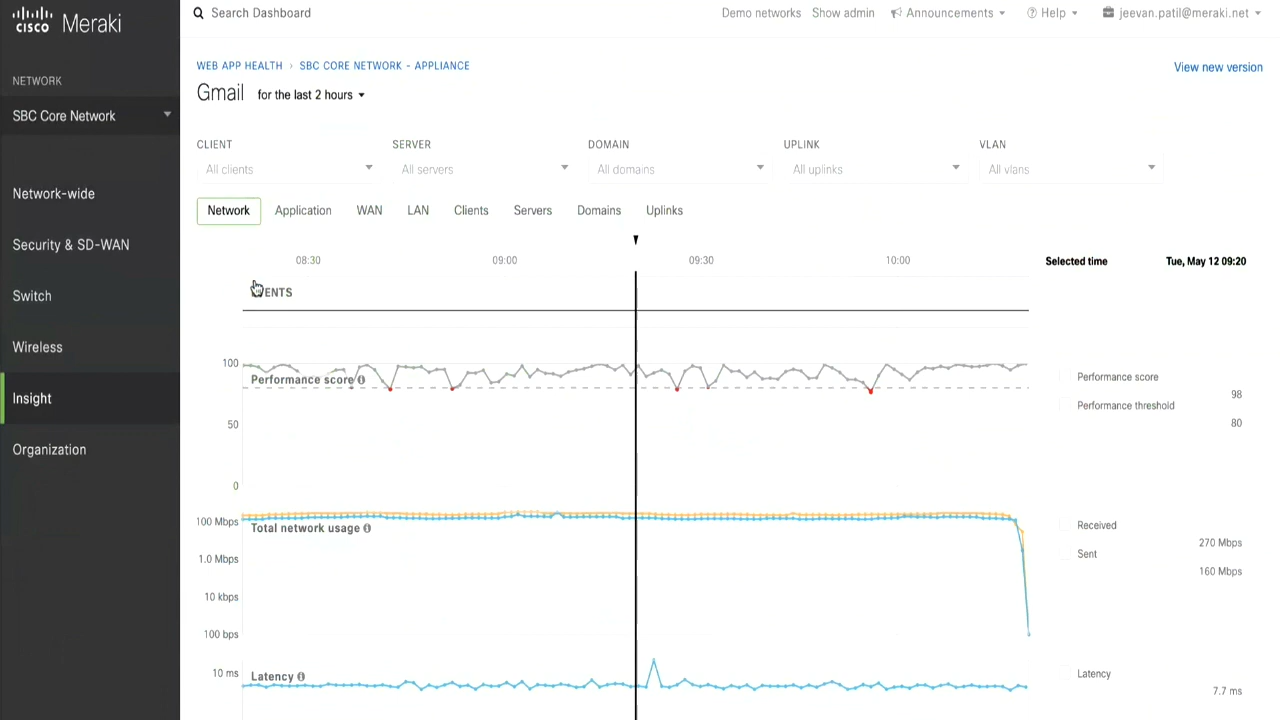 CISCO Meraki
Search Dashboard
Demo networks Show admin Announcements Help jeevan.patil@meraki.net
NETWORK
SBC Core Network
Network-wide
Security & SD-WAN
Switch
Wireless
Insight
Organization
WEB APP HEALTH › SBC CORE NETWORK - APPLIANCE
View new version
Gmail for the last 2 hours
CLIENT SERVER DOMAIN UPLINK VLAN
All clients All servers All domains All uplinks All vlans
Network Application WAN LAN Clients Servers Domains Uplinks
08:30 09:00 09:30 10:00
Selected time Tue, May 12 09:20
100
Performance score
50
0
Performance score
98
Performance threshold
80
100 Mbps
Total network usage
1.0 Mbps
10 kbps
100 bps
Received
270 Mbps
Sent
160 Mbps
10 ms
Latency
Latency
7.7 ms